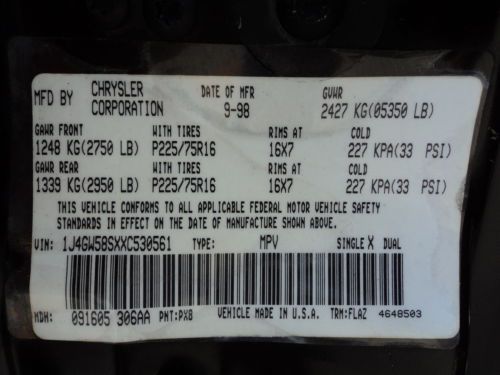 MFD BY CHRYSLER CORPORATION DATE OF MFR 9-98 GVWR 2427 KG(05350 LB)
GAWR FRONT WITH TIRES RIMS AT COLD
1248 KG(2750 LB) P225/75R16 16X7 227 KPA(33 PSI)
GAWR REAR WITH TIRES RIMS AT COLD
1339 KG(2950 LB) P225/75R16 16X7 227 KPA(33 PSI)
THIS VEHICLE CONFORMS TO ALL APPLICABLE FEDERAL MOTOR VEHICLE SAFETY
STANDARDS IN EFFECT ON THE DATE OF MANUFACTURE SHOWN ABOVE.
VIN: 1J4GW58SXXC530561 TYPE: MPV SINGLE X DUAL
MDH: 091605 306AA PNT:PX8 VEHICLE MADE IN U.S.A. TRM:FLAZ 4648503